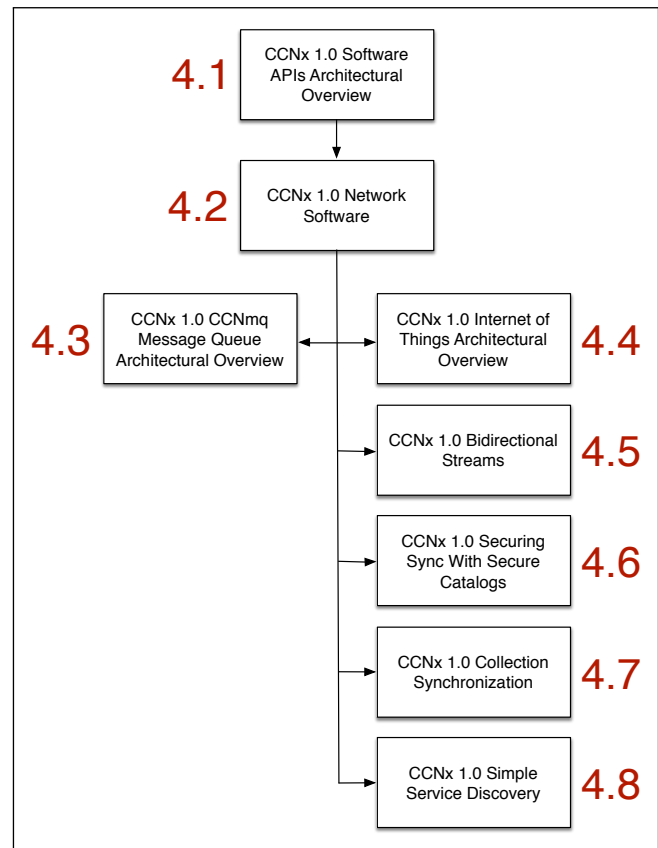 4.1
CCNx 1.0 Software
APIs Architectural
Overview
4.2
CCNx 1.0 Network
Software
4.3
CCNx 1.0 CCNmq
Message Queue
Architectural Overview
CCNx 1.0 Internet of
Things Architectural
Overview
4.4
CCNx 1.0 Bidirectional
Streams
4.5
CCNx 1.0 Securing
Sync With Secure
Catalogs
4.6
CCNx 1.0 Collection
Synchronization
4.7
CCNx 1.0 Simple
Service Discovery
4.8